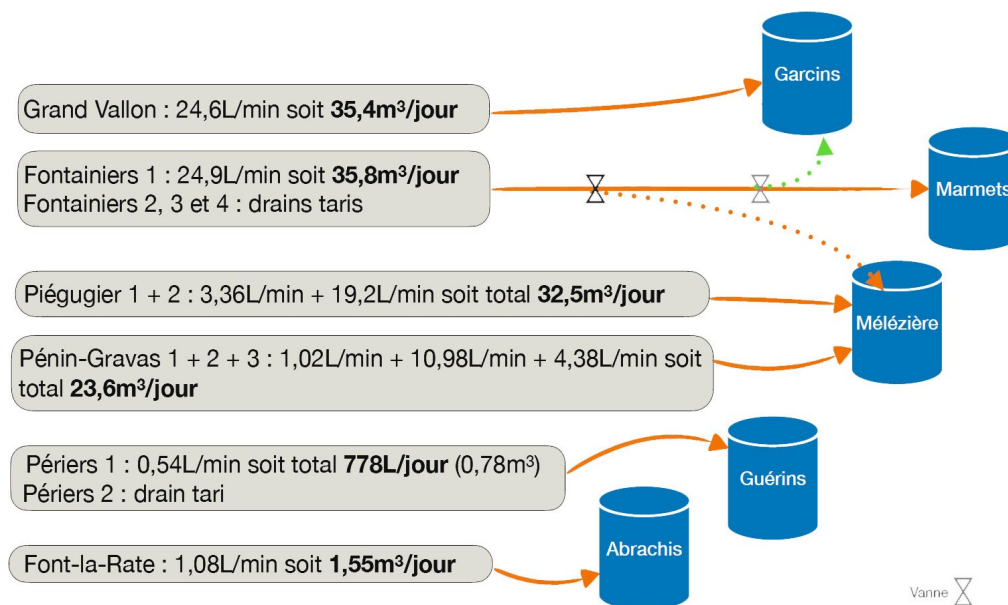 Garcins
Grand Vallon : 24,6L/min soit 35,4m³/jour
Fontainiers 1 : 24,9L/min soit 35,8m³/jour
Fontainiers 2, 3 et 4 : drains taris
Marmets
Piégugier 1 + 2 : 3,36L/min + 19,2L/min soit total 32,5m³/jour
Mélézière
Pénin-Gravas 1 + 2 + 3 : 1,02L/min + 10,98L/min + 4,38L/min soit
total 23,6m³/jour
Périers 1 : 0,54L/min soit total 778L/jour (0,78m³)
Périers 2 : drain tari
Guérins
Abrachis
Font-la-Rate : 1,08L/min soit 1,55m³/jour
Vanne